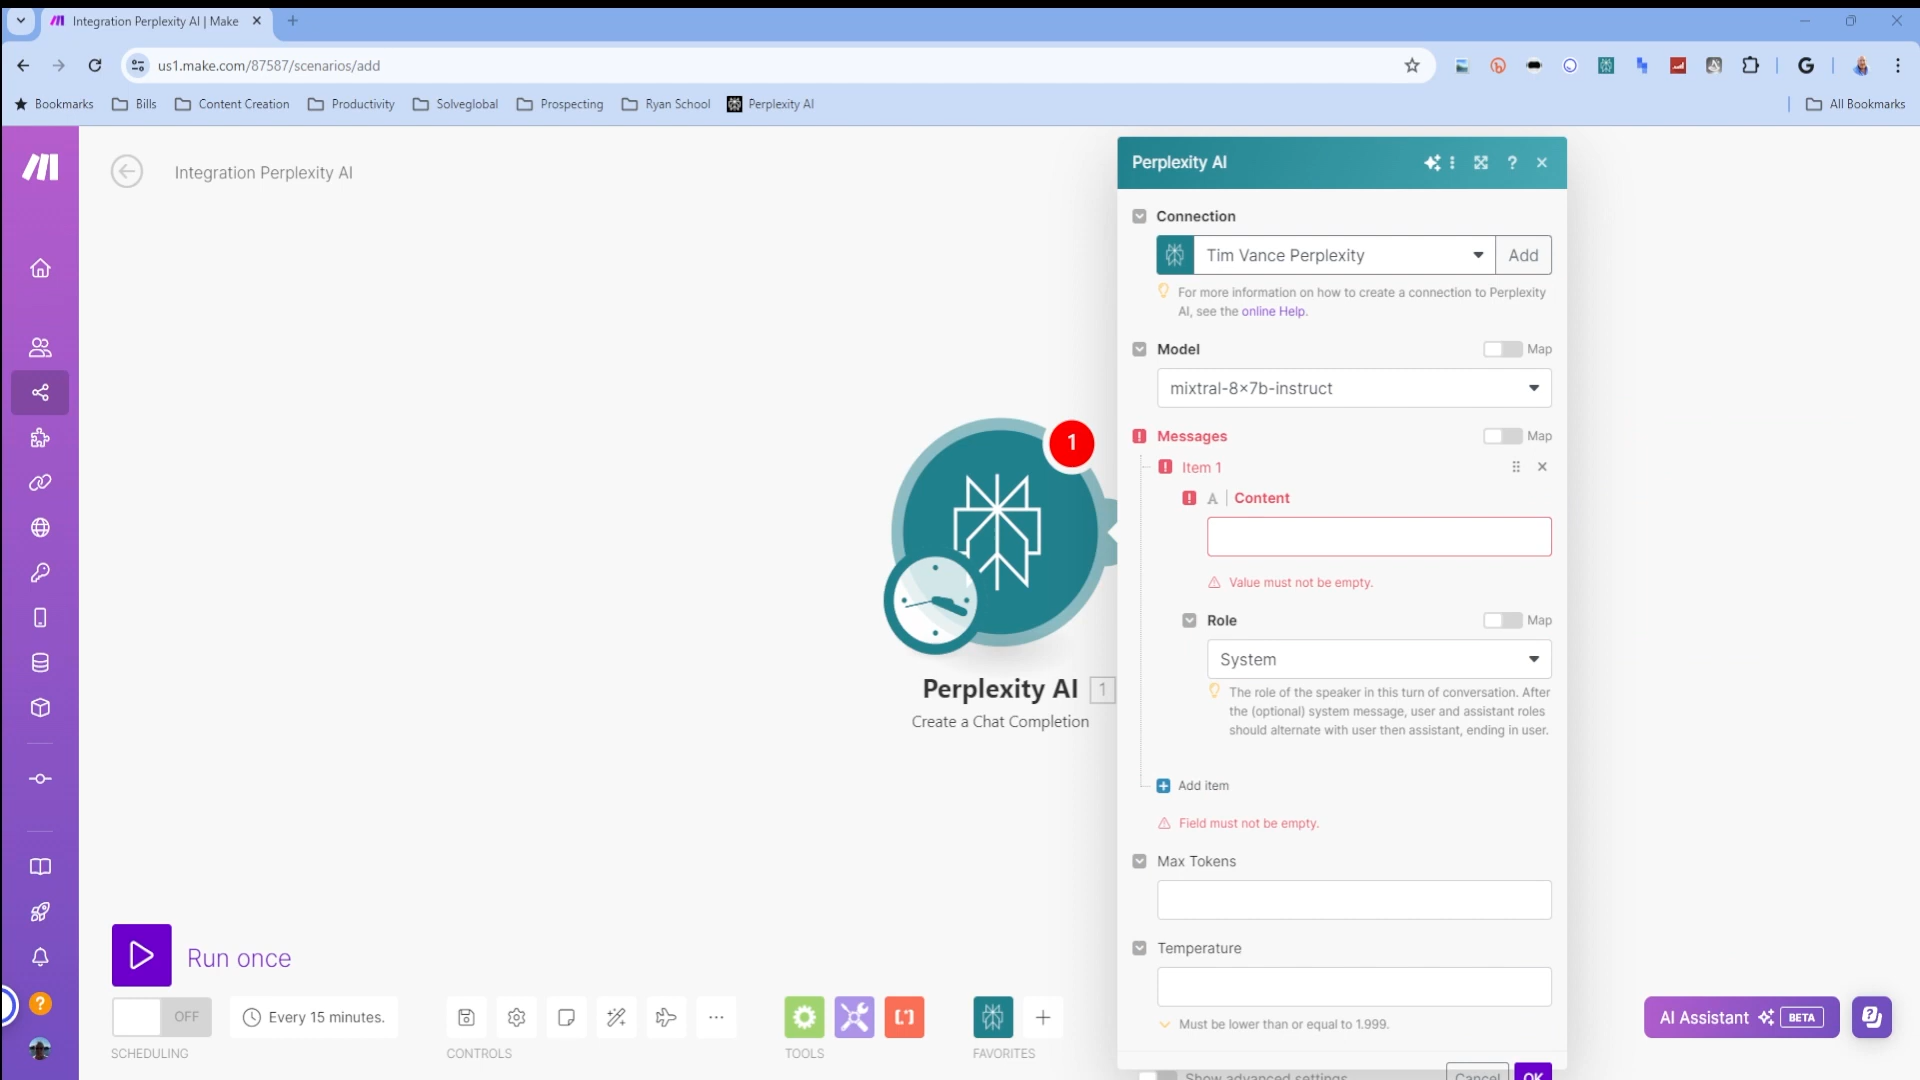 Integration Perplexity AI | Make
us1.make.com/87587/scenarios/add
Bookmarks
Bills
Content Creation
Productivity
Solveglobal
Prospecting
Ryan School
Perplexity AI
All Bookmarks
Integration Perplexity AI
Perplexity AI
Connection
Tim Vance Perplexity
Add
For more information on how to create a connection to Perplexity
AI, see the online Help.
Model
Map
mixtral-8x7b-instruct
Messages
Map
Item 1
A | Content
Value must not be empty.
Role
Map
System
The role of the speaker in this turn of conversation. After
the (optional) system message, user and assistant roles
should alternate with user then assistant, ending in user.
Add item
Field must not be empty.
Max Tokens
Temperature
Must be lower than or equal to 1.999.
Show advanced settings
Cancel
OK
1
Perplexity AI
1
Create a Chat Completion
Run once
OFF
Every 15 minutes.
SCHEDULING
CONTROLS
TOOLS
FAVORITES
AI Assistant
BETA